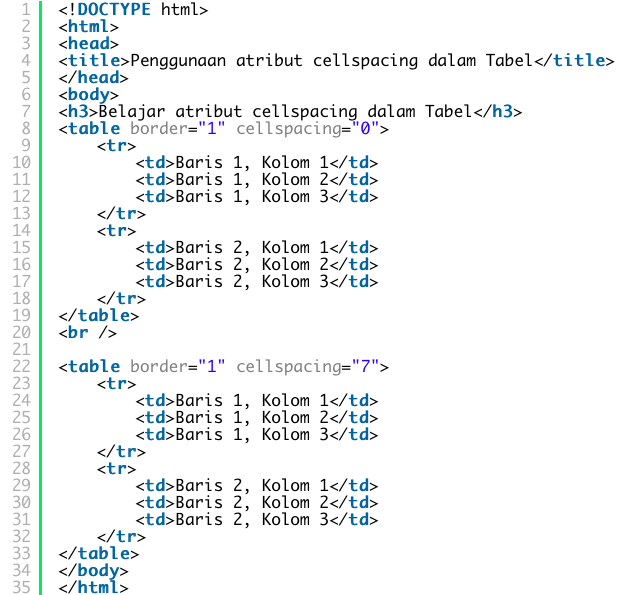 1 <!DOCTYPE html>
2 <html>
3 <head>
4 <title>Penggunaan atribut cellspacing dalam Tabel</title>
5 </head>
6 <body>
7 <h3>Belajar atribut cellspacing dalam Tabel</h3>
8 <table border="1" cellspacing="0">
9     <tr>
10         <td>Baris 1, Kolom 1</td>
11         <td>Baris 1, Kolom 2</td>
12         <td>Baris 1, Kolom 3</td>
13     </tr>
14     <tr>
15         <td>Baris 2, Kolom 1</td>
16         <td>Baris 2, Kolom 2</td>
17         <td>Baris 2, Kolom 3</td>
18     </tr>
19 </table>
20 <br />
21
22 <table border="1" cellspacing="7">
23     <tr>
24         <td>Baris 1, Kolom 1</td>
25         <td>Baris 1, Kolom 2</td>
26         <td>Baris 1, Kolom 3</td>
27     </tr>
28     <tr>
29         <td>Baris 2, Kolom 1</td>
30         <td>Baris 2, Kolom 2</td>
31         <td>Baris 2, Kolom 3</td>
32     </tr>
33 </table>
34 </body>
35 </html>